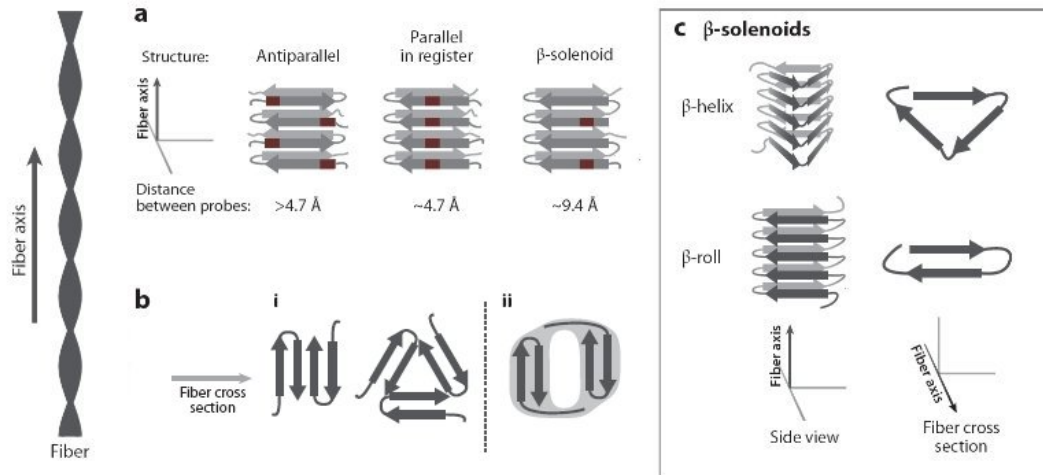 a
Structure:
Antiparallel
Parallel
in register
β-solenoid
Fiber axis
Distance
between probes:
>4.7 Å
~4.7 Å
~9.4 Å
Fiber axis
Fiber
b
i
ii
Fiber cross
section
c β-solenoids
β-helix
β-roll
Fiber axis
Side view
Fiber axis
Fiber cross
section